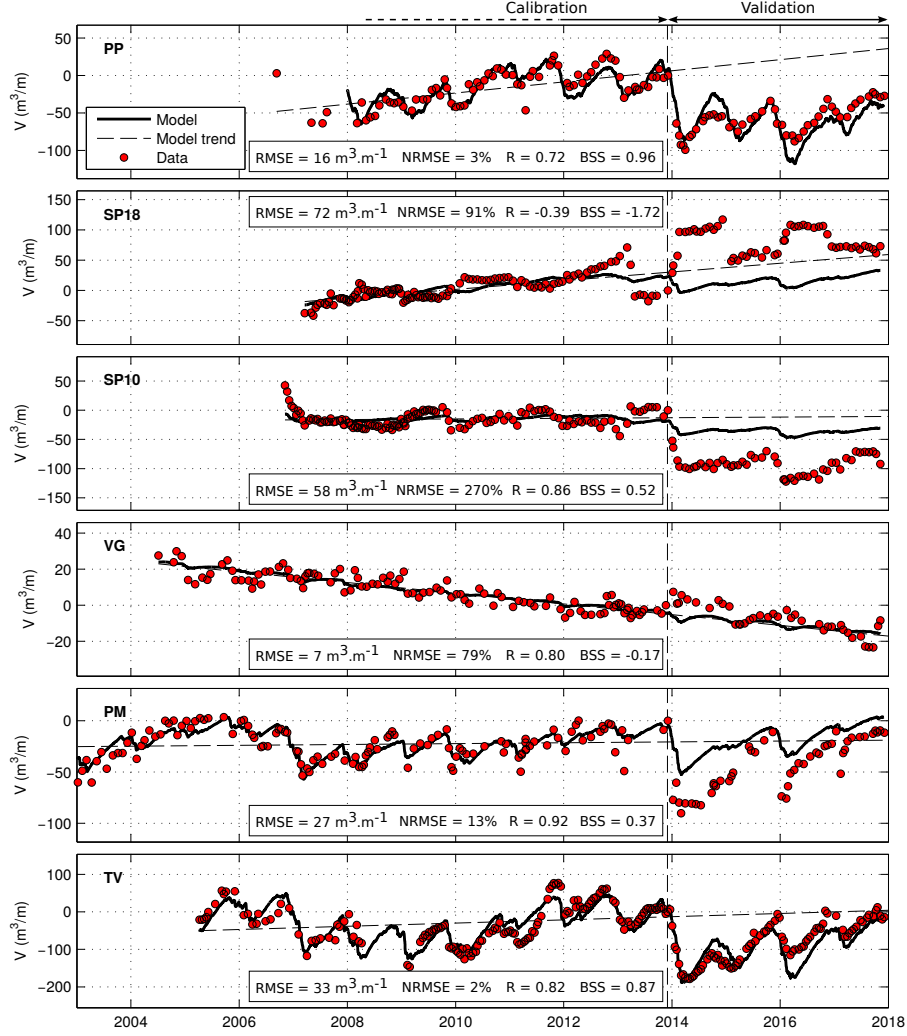 Calibration Validation
PP
V (m³/m)
50
0
−50
−100
Model
Model trend
Data
RMSE = 16 m³.m⁻¹ NRMSE = 3% R = 0.72 BSS = 0.96
SP18
V (m³/m)
150
100
50
0
−50
RMSE = 72 m³.m⁻¹ NRMSE = 91% R = -0.39 BSS = -1.72
SP10
V (m³/m)
50
0
−50
−100
−150
RMSE = 58 m³.m⁻¹ NRMSE = 270% R = 0.86 BSS = 0.52
VG
V (m³/m)
40
20
0
−20
RMSE = 7 m³.m⁻¹ NRMSE = 79% R = 0.80 BSS = -0.17
PM
V (m³/m)
0
−50
−100
RMSE = 27 m³.m⁻¹ NRMSE = 13% R = 0.92 BSS = 0.37
TV
V (m³/m)
100
0
−100
−200
RMSE = 33 m³.m⁻¹ NRMSE = 2% R = 0.82 BSS = 0.87
2004 2006 2008 2010 2012 2014 2016 2018